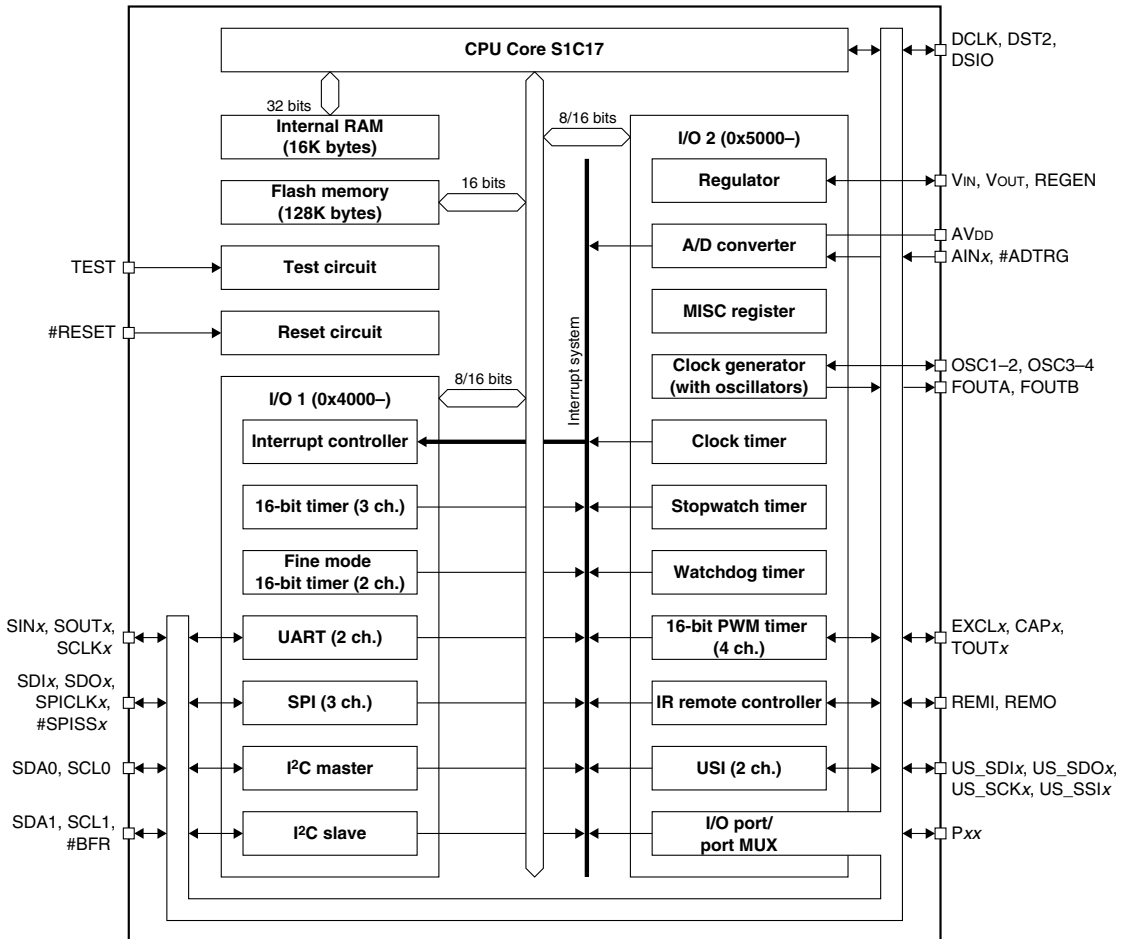 CPU Core S1C17
DCLK, DST2,
DSIO
32 bits
Internal RAM
(16K bytes)
8/16 bits
I/O 2 (0x5000–)
Flash memory
(128K bytes)
16 bits
Regulator
VIN, VOUT, REGEN
TEST
Test circuit
A/D converter
AVDD
AINx, #ADTRG
#RESET
Reset circuit
MISC register
Interrupt system
Clock generator
(with oscillators)
OSC1–2, OSC3–4
FOUTA, FOUTB
I/O 1 (0x4000–)
8/16 bits
Interrupt controller
Clock timer
16-bit timer (3 ch.)
Stopwatch timer
Fine mode
16-bit timer (2 ch.)
Watchdog timer
SINx, SOUTx,
SCLKx
UART (2 ch.)
16-bit PWM timer
(4 ch.)
EXCLx, CAPx,
TOUTx
SDIx, SDOx,
SPICLKx,
#SPISSx
SPI (3 ch.)
IR remote controller
REMI, REMO
SDA0, SCL0
I2C master
USI (2 ch.)
US_SDIx, US_SDOx,
US_SCKx, US_SSIx
SDA1, SCL1,
#BFR
I2C slave
I/O port/
port MUX
Pxx